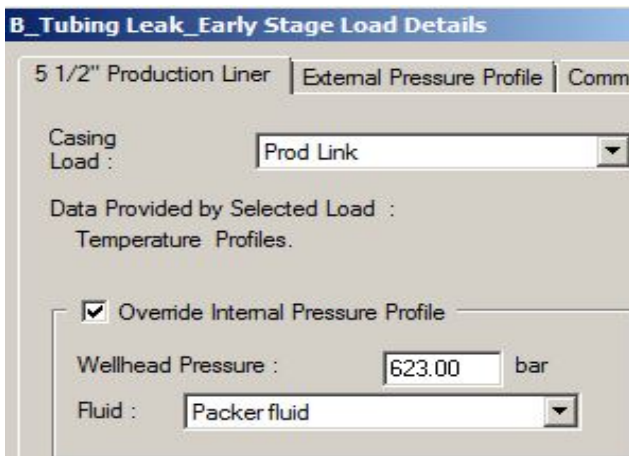 B_Tubing Leak_Early Stage Load Details
5 1/2" Production Liner External Pressure Profile Comm
Casing
Load :
Prod Link
Data Provided by Selected Load :
Temperature Profiles.
Override Internal Pressure Profile
Wellhead Pressure : 623.00 bar
Fluid : Packer fluid